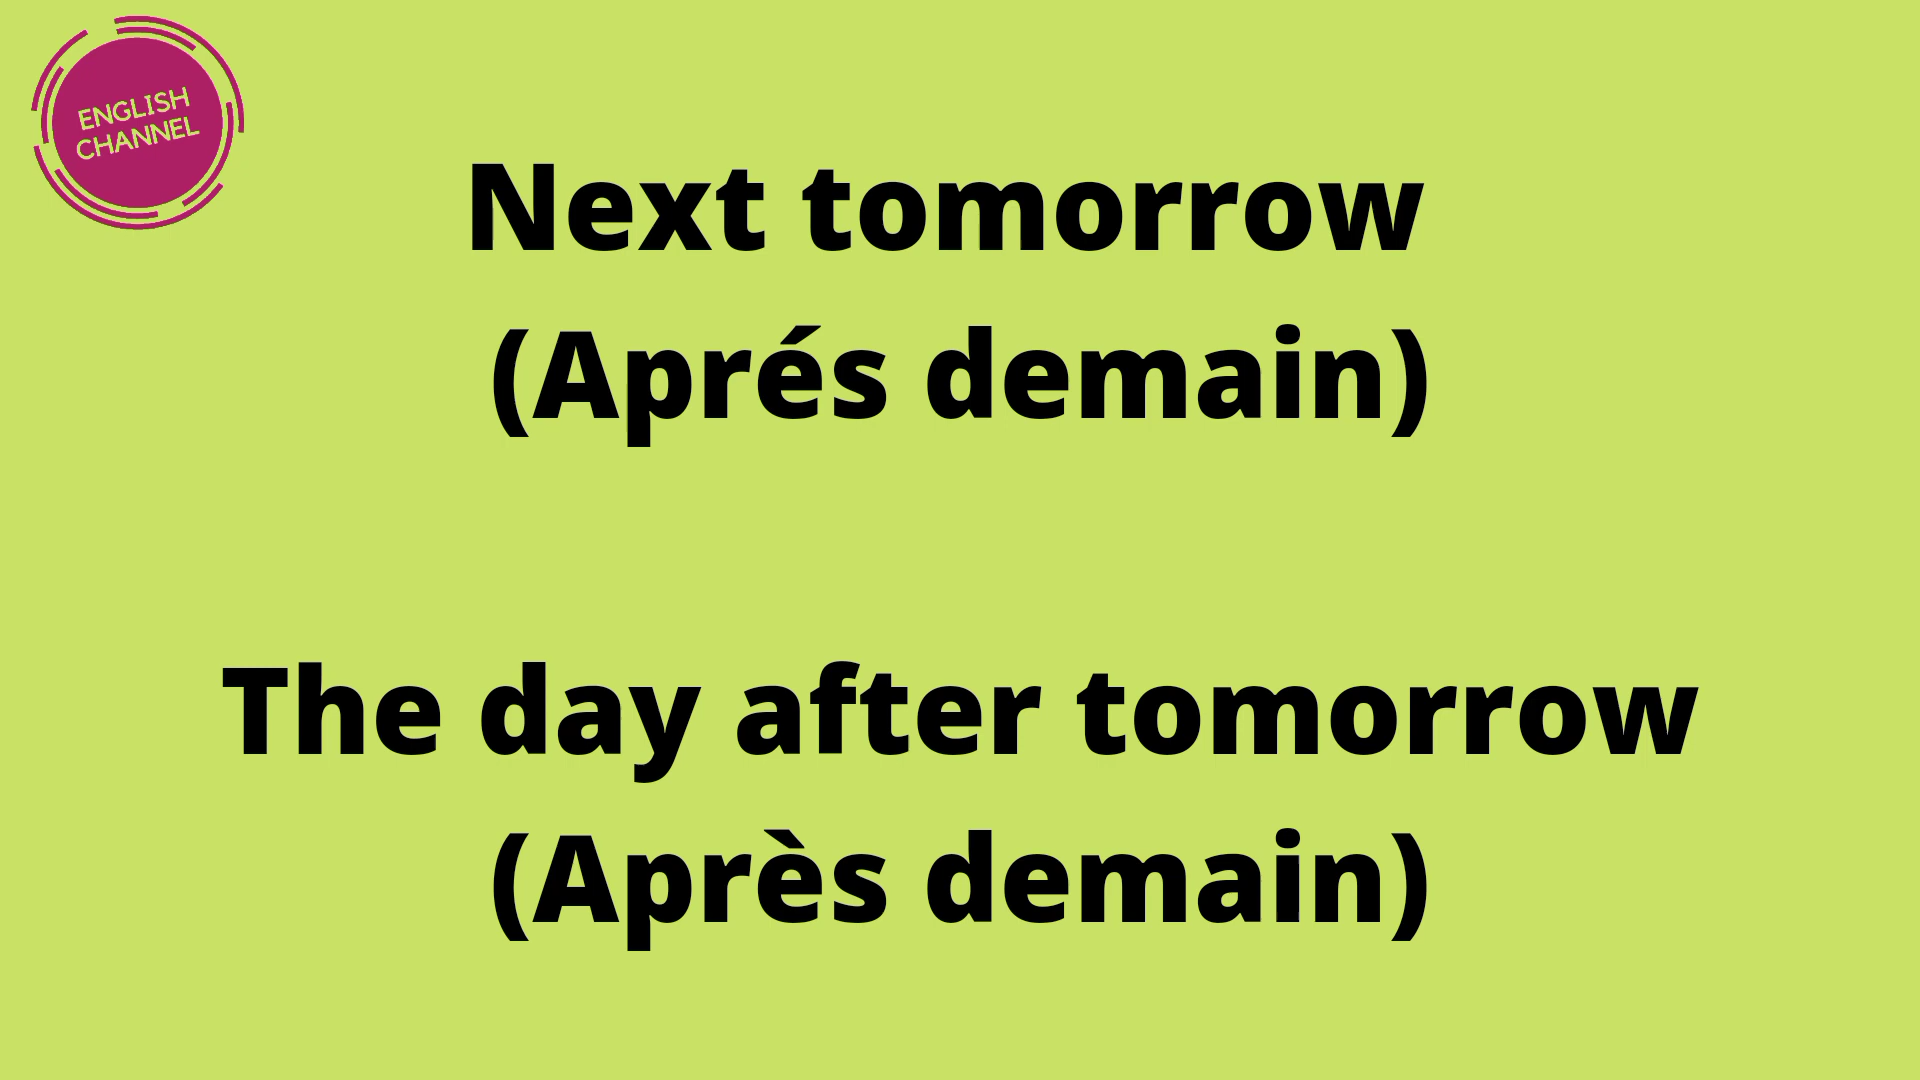 ENGLISH
CHANNEL
Next tomorrow
(Aprés demain)
The day after tomorrow
(Après demain)